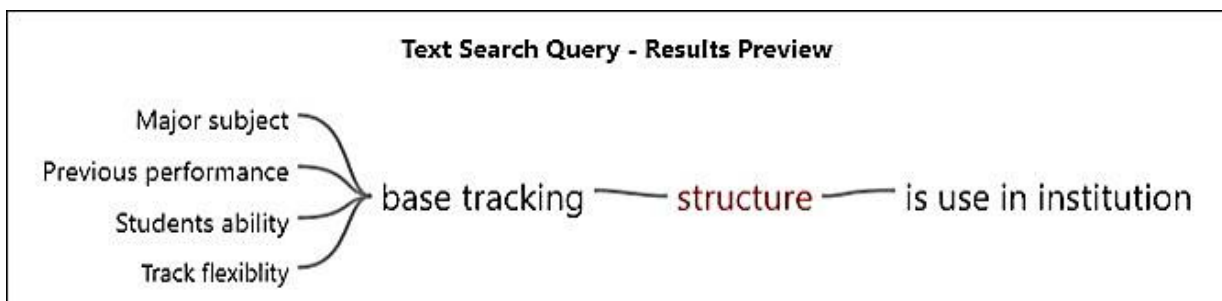 Text Search Query - Results Preview
Major subject
Previous performance
Students ability
Track flexiblity
base tracking structure is use in institution